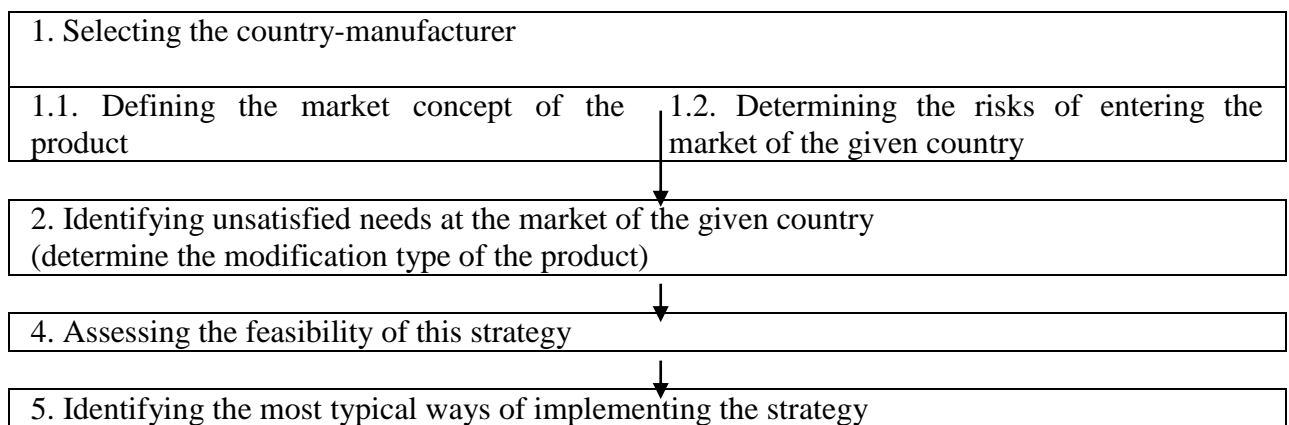 1. Selecting the country-manufacturer
1.1. Defining the market concept of the
product
1.2. Determining the risks of entering the
market of the given country
2. Identifying unsatisfied needs at the market of the given country
(determine the modification type of the product)
4. Assessing the feasibility of this strategy
5. Identifying the most typical ways of implementing the strategy